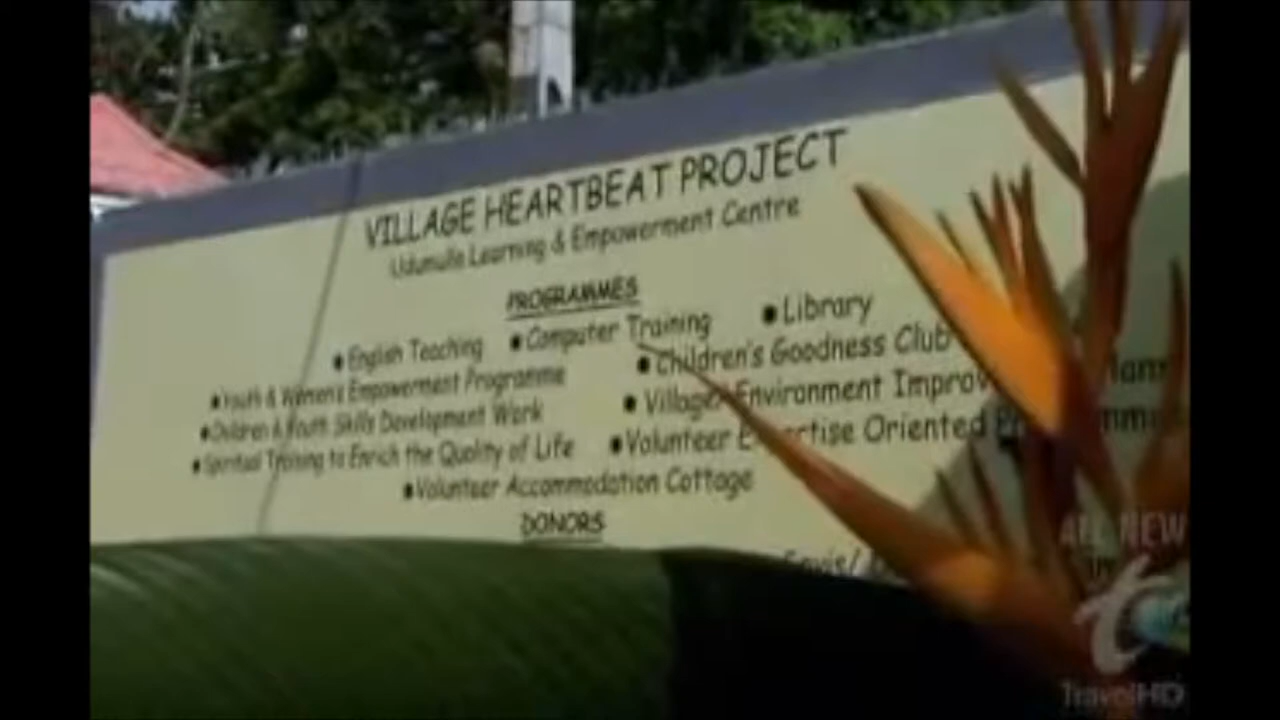 VILLAGE HEARTBEAT PROJECT
Udumulla Learning & Empowerment Centre
PROGRAMMES
• English Teaching • Computer Training • Library
• Youth & Women's Empowerment Programme • Children's Goodness Club
• Children & Youth Skills Development Work • Village Environment
• Spiritual Training to Enrich the Quality of Life • Volunteer Oriented
• Volunteer Accommodation Cottage
DONORS
ALL NEW
t
TravelHD